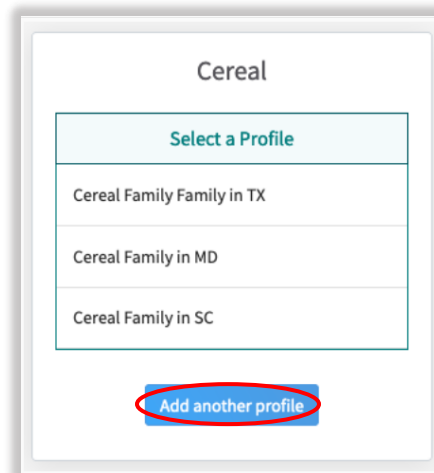 Cereal
Select a Profile
Cereal Family Family in TX
Cereal Family in MD
Cereal Family in SC
Add another profile